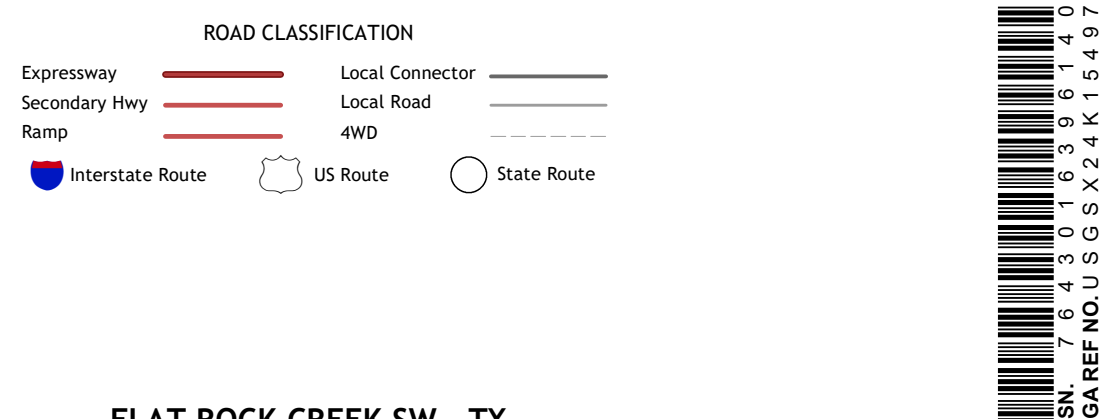 ROAD CLASSIFICATION
Expressway
Local Connector
Secondary Hwy
Local Road
Ramp
4WD
Interstate Route
US Route
State Route
FLAT ROCK CREEK SW, TX
SN. 7 6 4 3 0 1 6 3 9 6 1 4 0
GA REF NO. U S G S X 2 4 K 1 5 4 9 7